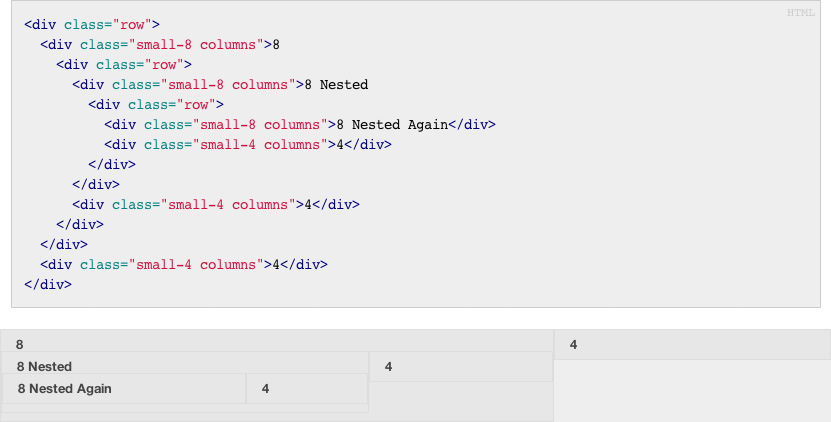 HTML
<div class="row">
  <div class="small-8 columns">8
    <div class="row">
      <div class="small-8 columns">8 Nested
        <div class="row">
          <div class="small-8 columns">8 Nested Again</div>
          <div class="small-4 columns">4</div>
        </div>
      </div>
      <div class="small-4 columns">4</div>
    </div>
  </div>
  <div class="small-4 columns">4</div>
</div>
8 4
8 Nested 4
8 Nested Again 4